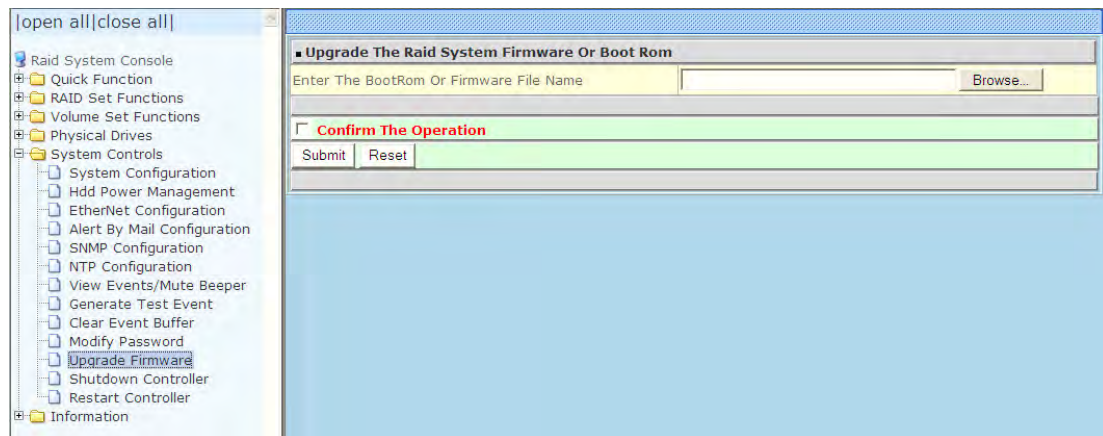 |open all|close all|
Raid System Console
Quick Function
RAID Set Functions
Volume Set Functions
Physical Drives
System Controls
System Configuration
Hdd Power Management
EtherNet Configuration
Alert By Mail Configuration
SNMP Configuration
NTP Configuration
View Events/Mute Beeper
Generate Test Event
Clear Event Buffer
Modify Password
Upgrade Firmware
Shutdown Controller
Restart Controller
Information
Upgrade The Raid System Firmware Or Boot Rom
Enter The BootRom Or Firmware File Name
Browse...
Confirm The Operation
Submit Reset